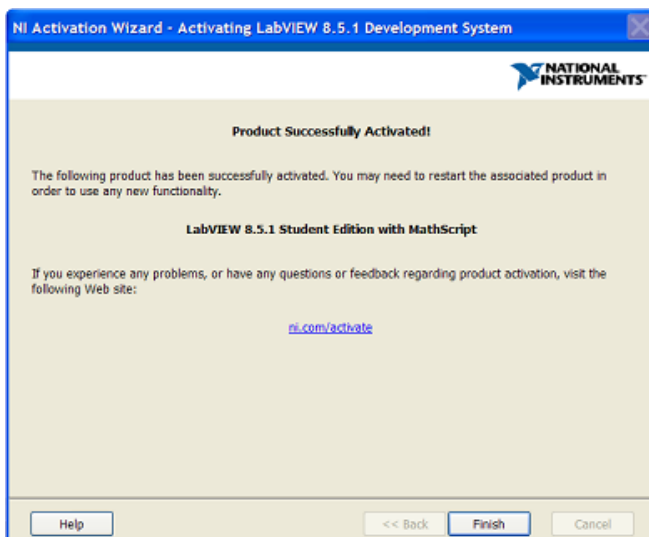 NI Activation Wizard - Activating LabVIEW 8.5.1 Development System
NATIONAL
INSTRUMENTS
Product Successfully Activated!
The following product has been successfully activated. You may need to restart the associated product in
order to use any new functionality.
LabVIEW 8.5.1 Student Edition with MathScript
If you experience any problems, or have any questions or feedback regarding product activation, visit the
following Web site:
ni.com/activate
Help
<< Back
Finish
Cancel